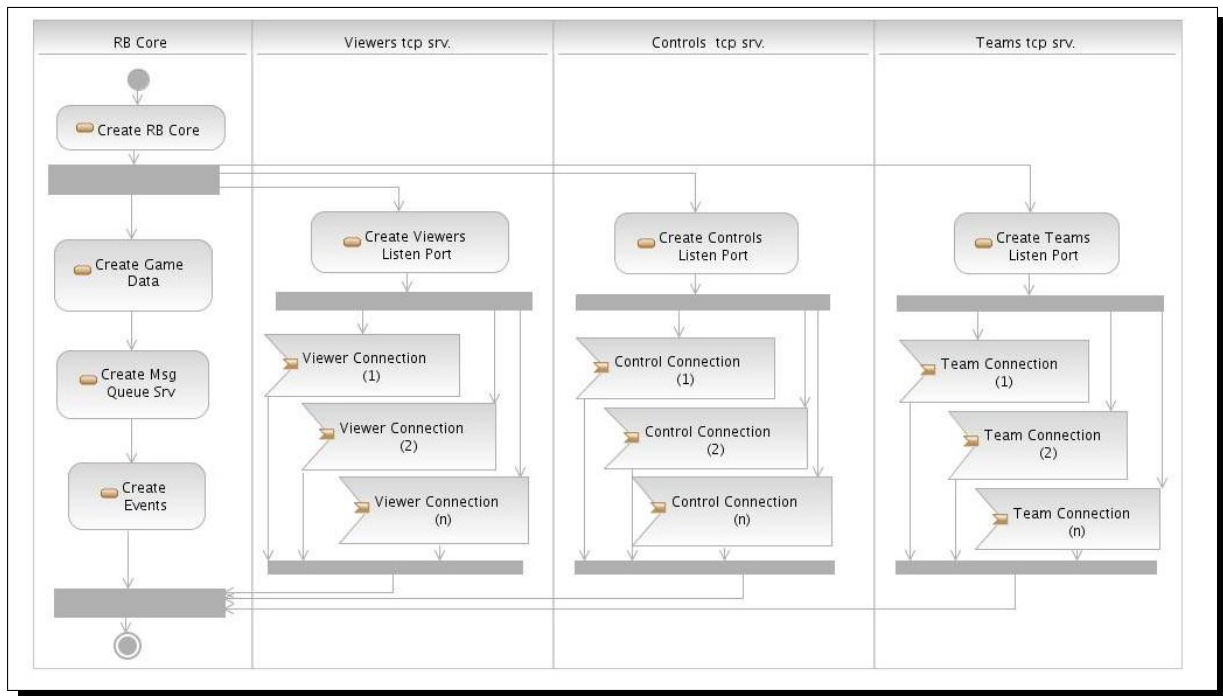 RB Core
Viewers tcp srv.
Controls tcp srv.
Teams tcp srv.
Create RB Core
Create Game
Data
Create Msg
Queue Srv
Create
Events
Create Viewers
Listen Port
Viewer Connection
(1)
Viewer Connection
(2)
Viewer Connection
(n)
Create Controls
Listen Port
Control Connection
(1)
Control Connection
(2)
Control Connection
(n)
Create Teams
Listen Port
Team Connection
(1)
Team Connection
(2)
Team Connection
(n)